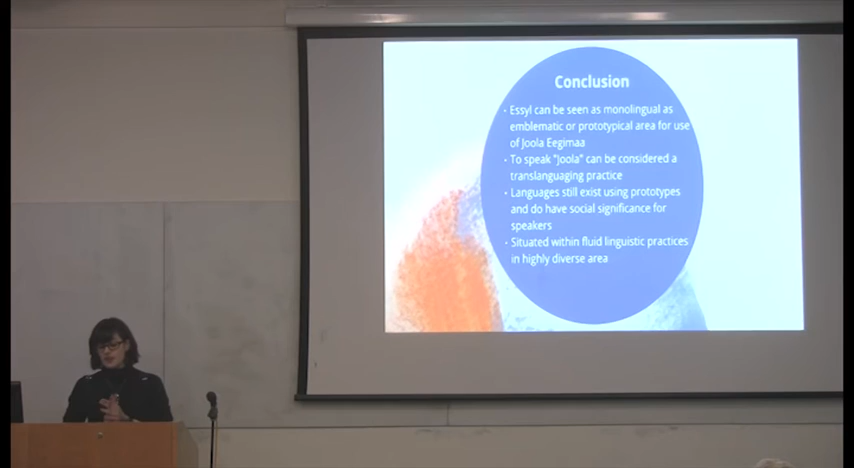 Conclusion
· Essyl can be seen as monolingual as
emblematic or prototypical area for use
of Joola Eegimaa
· To speak "Joola" can be considered a
translanguaging practice
· Languages still exist using prototypes
and do have social significance for
speakers
· Situated within fluid linguistic practices
in highly diverse area